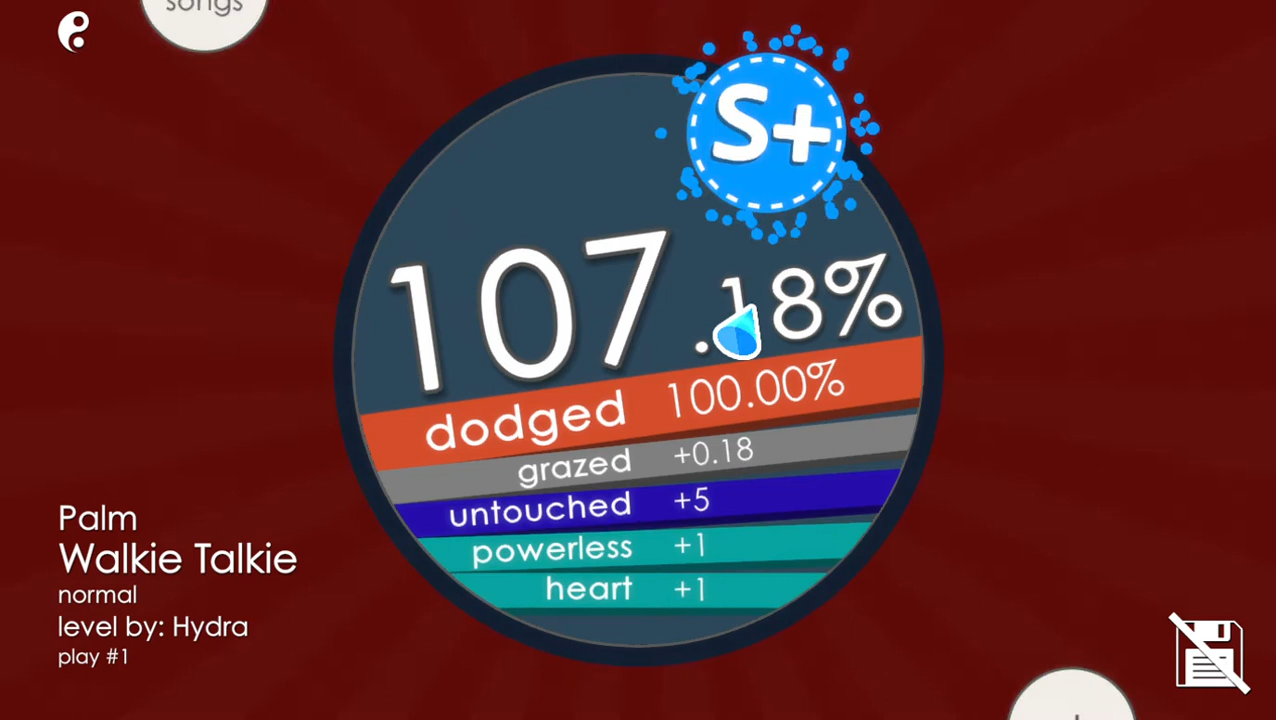 songs
S+
107.18%
dodged 100.00%
grazed +0.18
untouched +5
powerless +1
heart +1
Palm
Walkie Talkie
normal
level by: Hydra
play #1